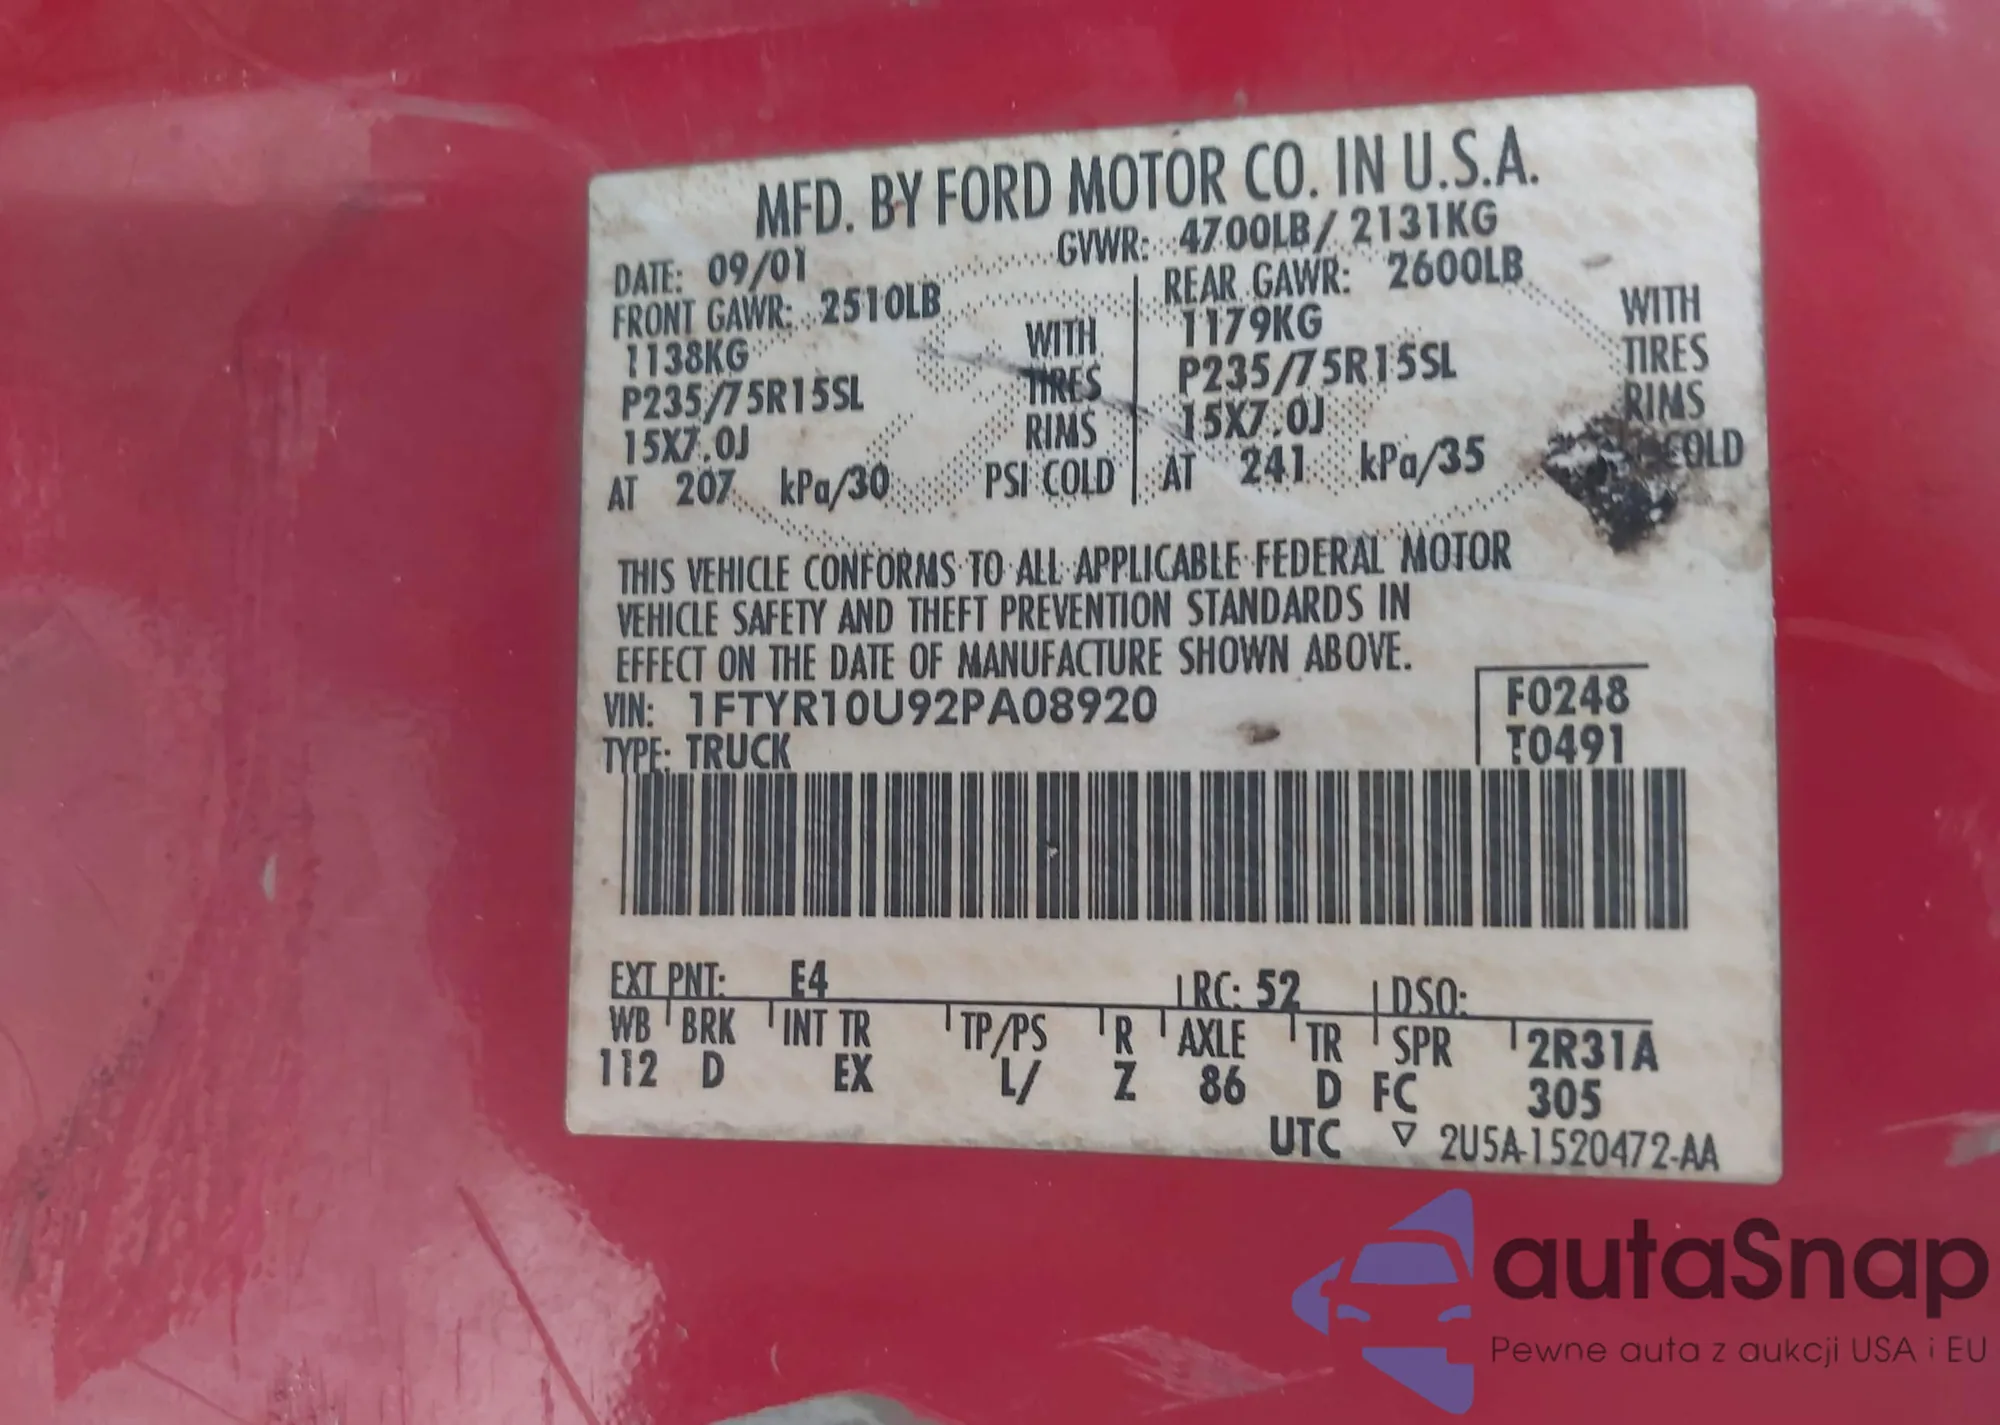 MFD. BY FORD MOTOR CO. IN U.S.A.
DATE: 09/01 GVWR: 4700LB/ 2131KG
FRONT GAWR: 2510LB REAR GAWR: 2600LB
1138KG WITH 1179KG WITH
P235/75R15SL TIRES P235/75R15SL TIRES
15X7.0J RIMS 15X7.0J RIMS
AT 207 kPa/30 PSI COLD AT 241 kPa/35 COLD
THIS VEHICLE CONFORMS TO ALL APPLICABLE FEDERAL MOTOR
VEHICLE SAFETY AND THEFT PREVENTION STANDARDS IN
EFFECT ON THE DATE OF MANUFACTURE SHOWN ABOVE.
VIN: 1FTYR10U92PA08920 F0248
TYPE: TRUCK T0491
EXT PNT: E4 RC: 52 DSO:
WB BRK INT TR TP/PS R AXLE TR SPR 2R31A
112 D EX L/ Z 86 D FC 305
UTC ▽ 2U5A-1520472-AA
autaSnap
Pewne auta z aukcji USA i EU